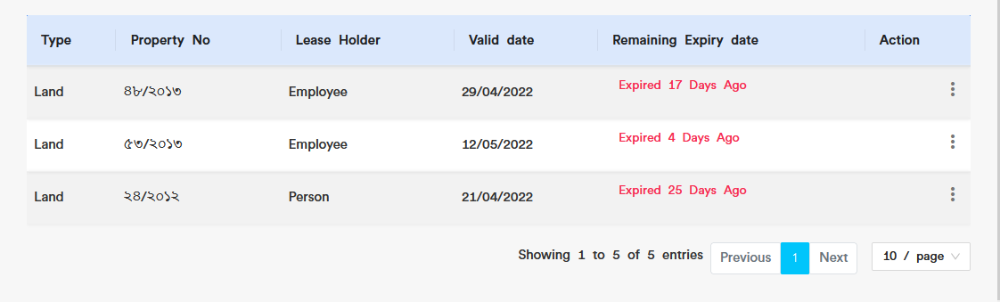 Type Property No Lease Holder Valid date Remaining Expiry date Action
Land ৪৮/২০১৩ Employee 29/04/2022 Expired 17 Days Ago
Land ৫৩/২০১৩ Employee 12/05/2022 Expired 4 Days Ago
Land ২৪/২০১২ Person 21/04/2022 Expired 25 Days Ago
Showing 1 to 5 of 5 entries Previous 1 Next 10 / page